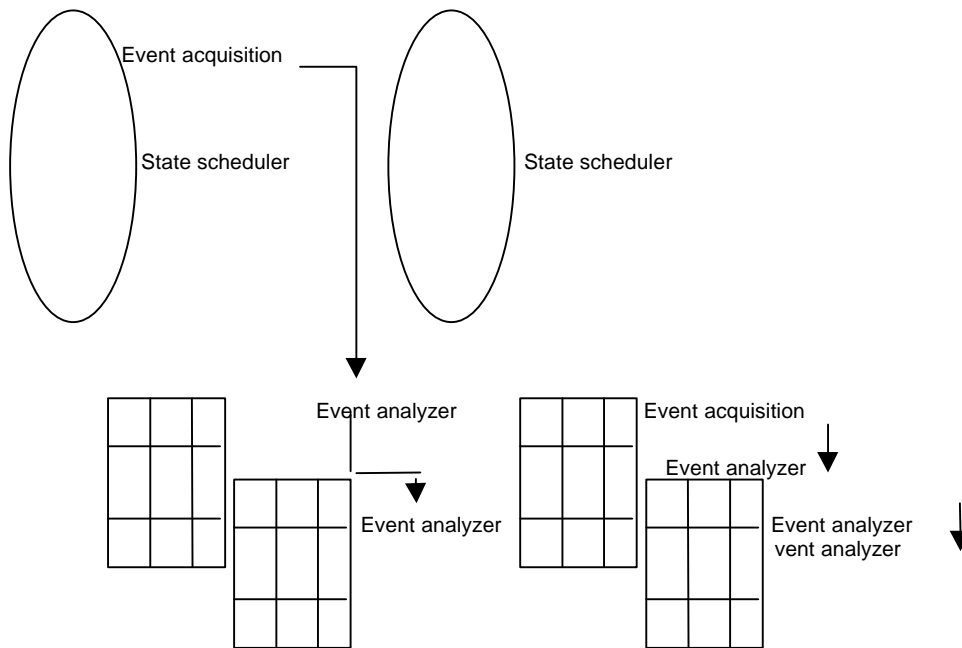 Event acquisition
State scheduler
State scheduler
Event analyzer
Event acquisition
Event analyzer
Event analyzer
Event analyzer
vent analyzer